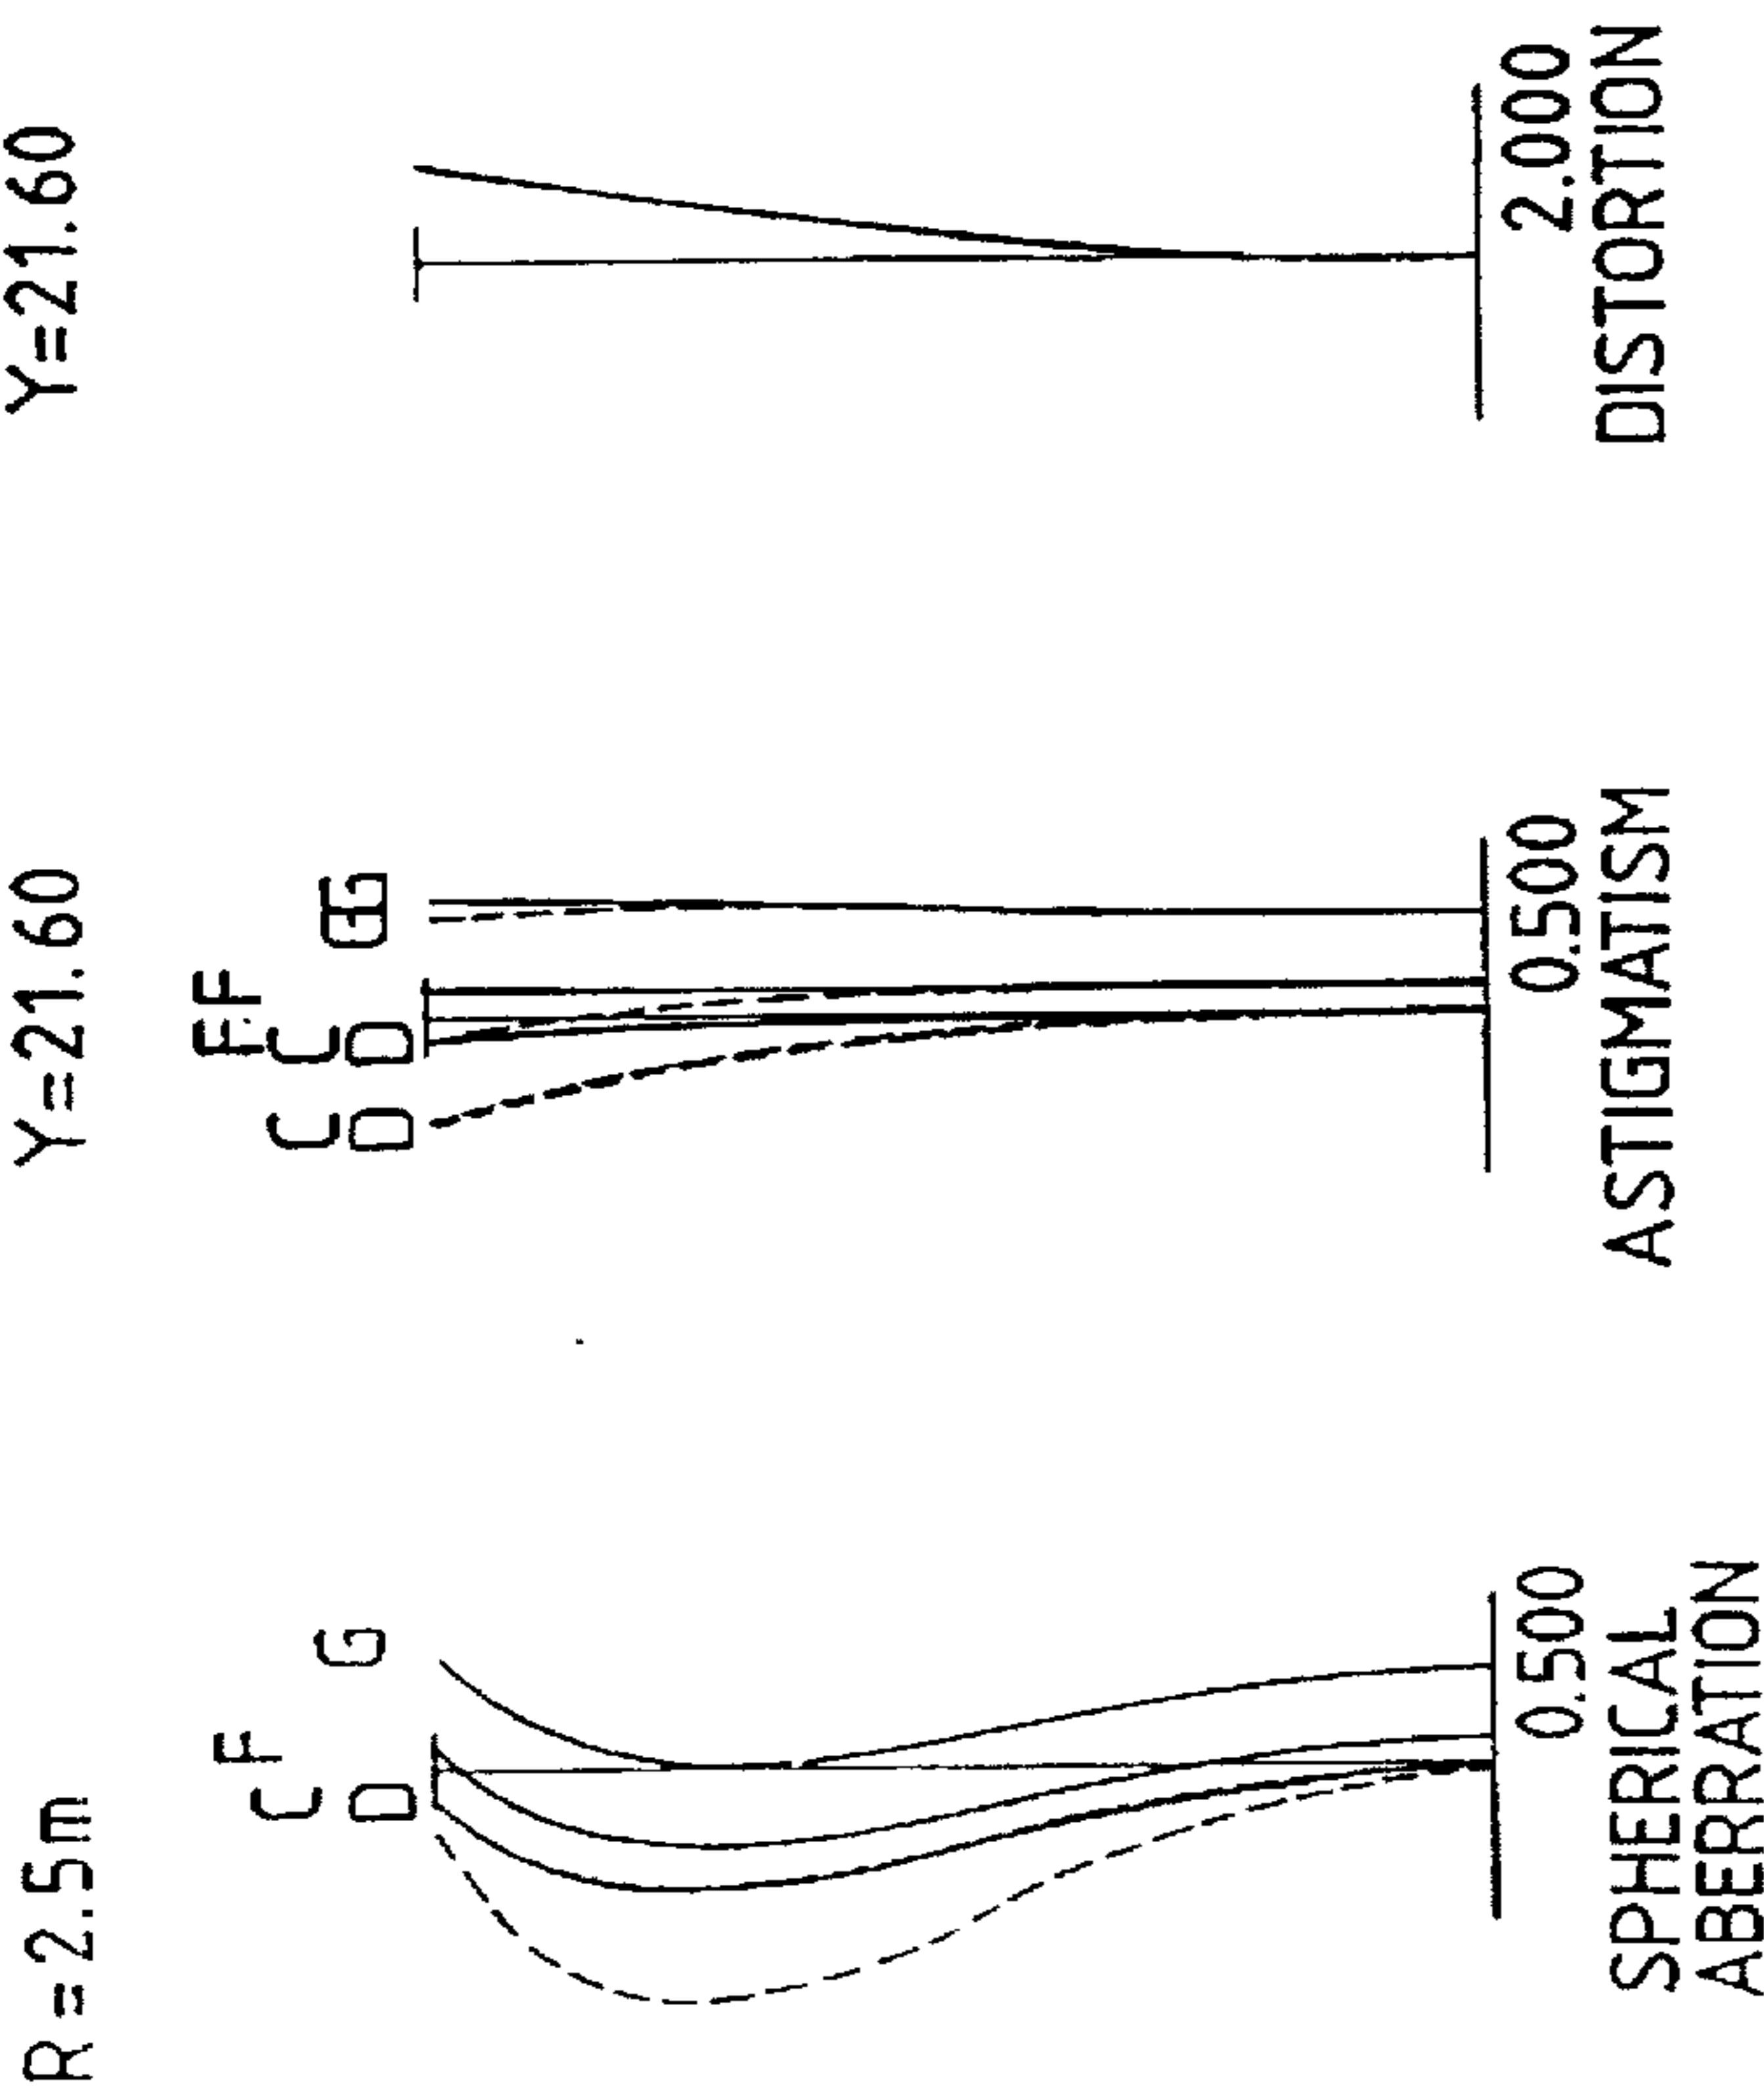 R = 2.5m
C F
D
G
0.500
SPHERICAL
ABERRATION
Y=21.60
F F
C C
D D
G G
0.500
ASTIGMATISM
Y=21.60
2.000
DISTORTION